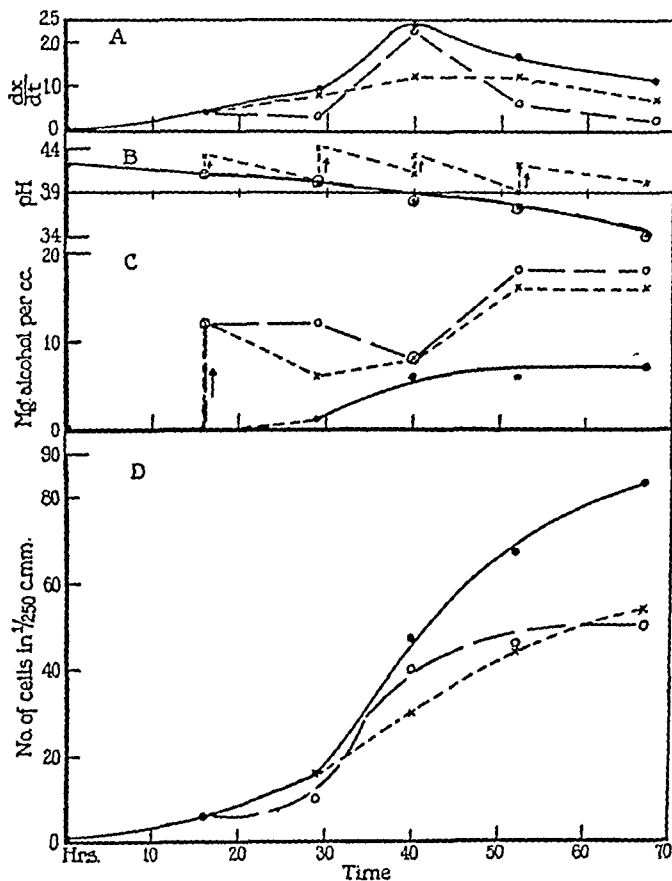 25
A
20
dx
dt
10
0
B
44
pH
39
34
C
20
Mg. alcohol per cc.
10
0
D
90
80
No. of cells in 1/250 c.mm.
60
40
20
0
Hrs. 10 20 30 40 50 60 70
Time